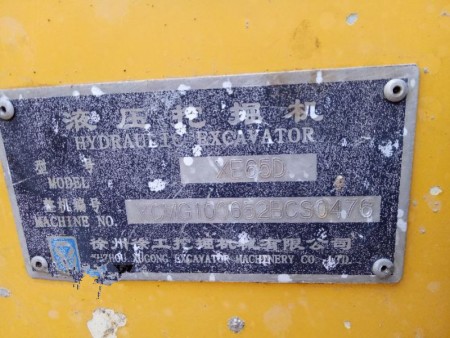 液压挖掘机
HYDRAULIC EXCAVATOR
型 号
MODEL XE65D
整机编号
MACHINE NO.
徐州徐工挖掘机械有限公司
XUZHOU XUGONG EXCAVATOR MACHINERY CO., LTD.